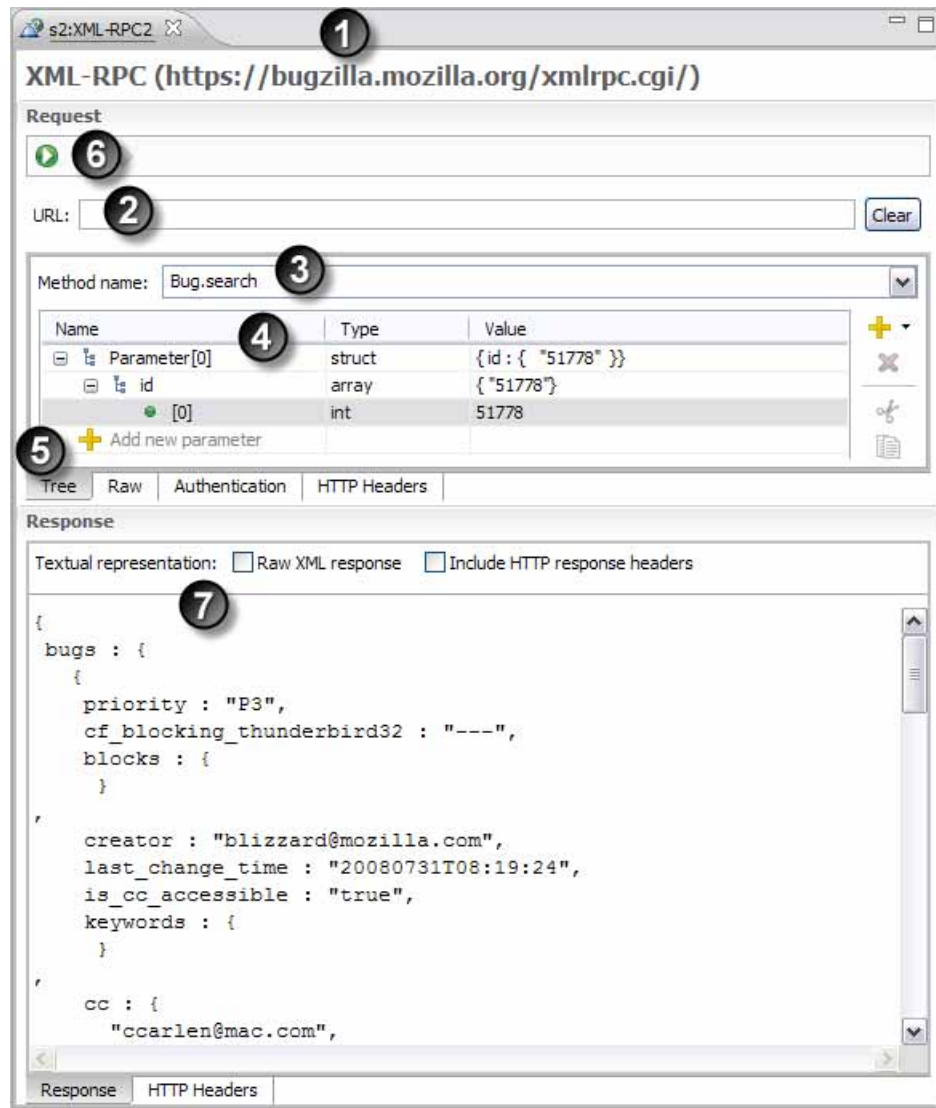 s2:XML-RPC2
1
XML-RPC (https://bugzilla.mozilla.org/xmlrpc.cgi/)
Request
6
URL: 2 Clear
Method name: Bug.search 3
Name 4 Type Value
Parameter[0] struct {id : { "51778" }}
id array { "51778"}
[0] int 51778
Add new parameter
5
Tree Raw Authentication HTTP Headers
Response
Textual representation: Raw XML response Include HTTP response headers
7
{
bugs : {
{
priority : "P3",
cf_blocking_thunderbird32 : "---",
blocks : {
}
,
creator : "blizzard@mozilla.com",
last_change_time : "20080731T08:19:24",
is_cc_accessible : "true",
keywords : {
}
,
cc : {
"ccarlen@mac.com",
Response HTTP Headers